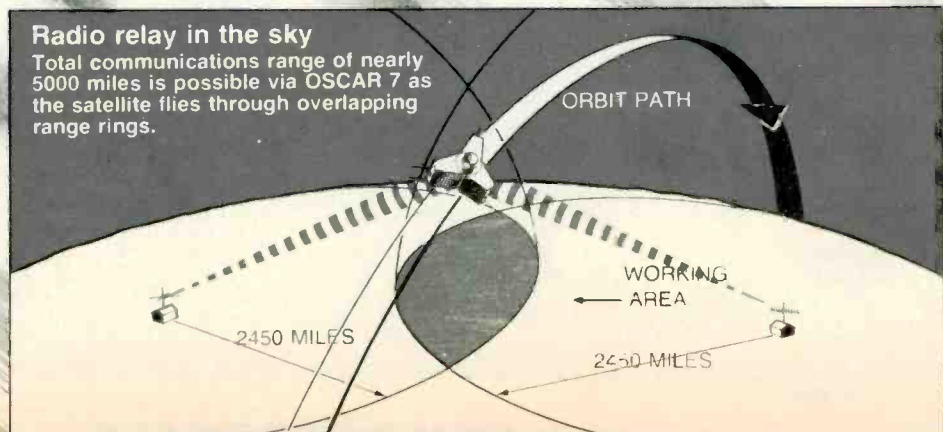 Radio relay in the sky
Total communications range of nearly
5000 miles is possible via OSCAR 7 as
the satellite flies through overlapping
range rings.
ORBIT PATH
WORKING
AREA
2450 MILES
2450 MILES